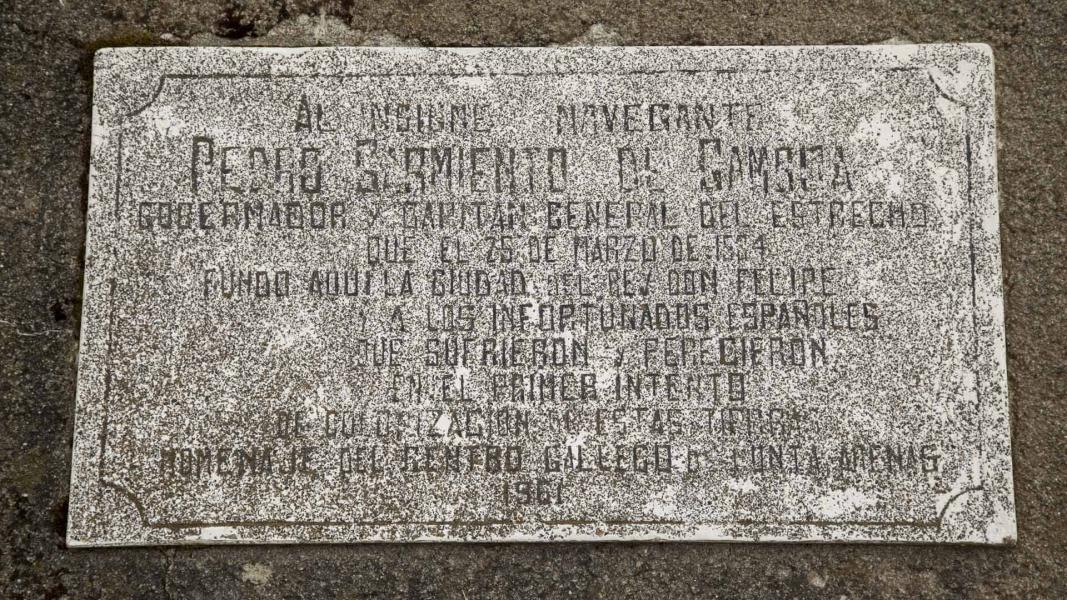 AL INSIGNE NAVEGANTE
PEDRO SARMIENTO DE GAMBOA
GOBERNADOR Y CAPITAN GENERAL DEL ESTRECHO
QUE EL 25 DE MARZO DE 1584
FUNDO AQUI LA CIUDAD DEL REY DON FELIPE
Y A LOS INFORTUNADOS ESPAÑOLES
QUE SUFRIERON Y PERECIERON
EN EL PRIMER INTENTO
DE COLONIZACION DE ESTAS TIERRAS
HOMENAJE DEL CENTRO GALLEGO DE PUNTA ARENAS
1961